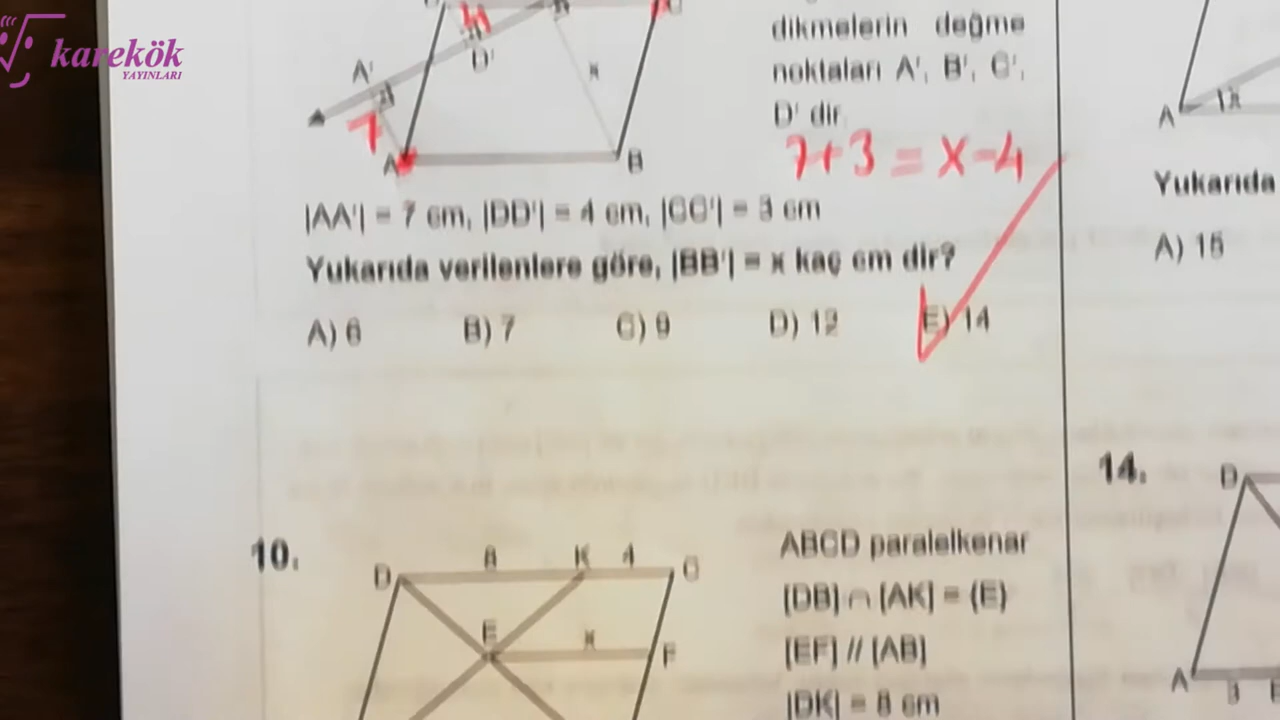 karekök
YAYINLARI
dikmelerin değme
noktaları A', B', C',
D' dir.
A'
D'
x
4
7
A
B
7+3 = x-4
|AA'| = 7 cm, |DD'| = 4 cm, |CC'| = 3 cm
Yukarıda verilenlere göre, |BB'| = x kaç cm dir?
A) 6 B) 7 C) 9 D) 12 E) 14
10.
D 8 K 4 C
E x F
ABCD paralelkenar
[DB] ∩ [AK] = {E}
[EF] // [AB]
|DK| = 8 cm
A
Yukarıda
A) 15
14.
D
A 3